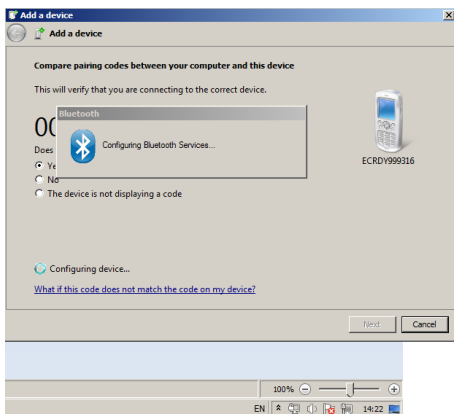 Add a device
Add a device
Compare pairing codes between your computer and this device
This will verify that you are connecting to the correct device.
Bluetooth
Configuring Bluetooth Services...
Does
No
The device is not displaying a code
ECRDY999316
Configuring device...
What if this code does not match the code on my device?
Next Cancel
100%
EN 14:22